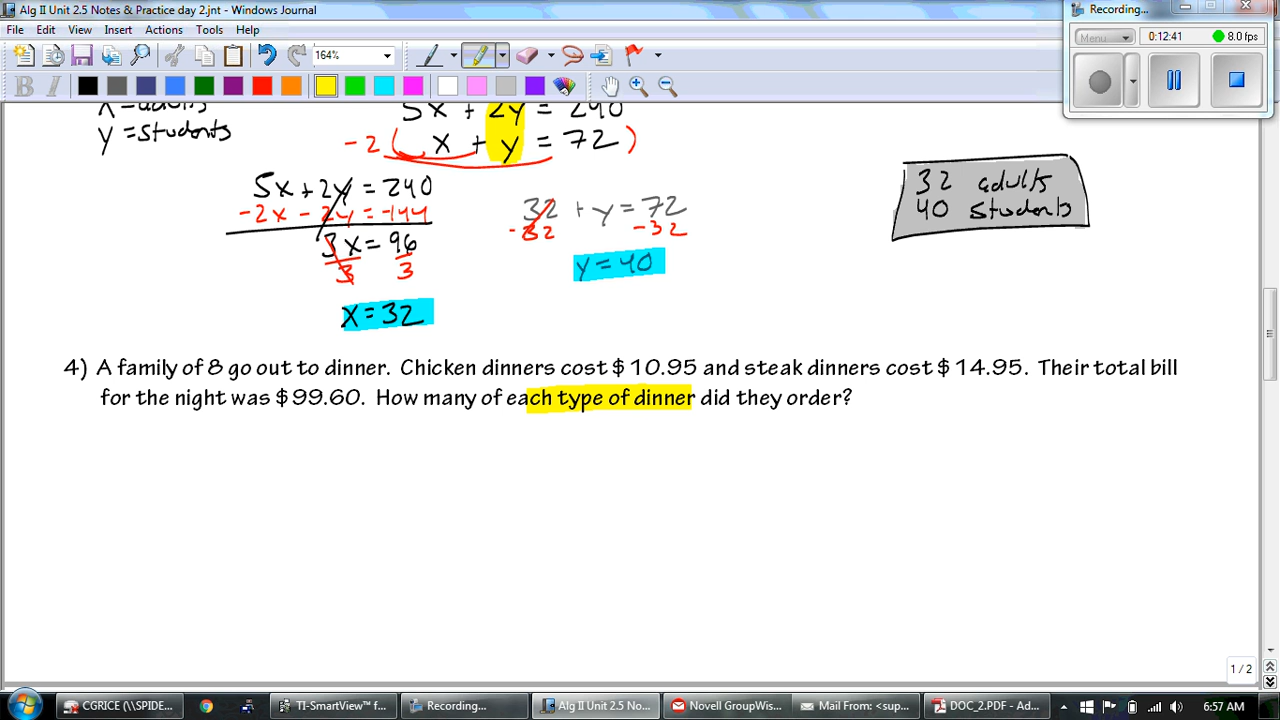 Alg II Unit 2.5 Notes & Practice day 2.jnt - Windows Journal
Recording...
File Edit View Insert Actions Tools Help
Menu
0:12:41
8.0 fps
164%
B I
x = adults
5x + 2y = 240
y = students
-2( x + y = 72 )
5x + 2y = 240
-2x - 2y = -144
3x = 96
3 3
x = 32
32 + y = 72
-32 -32
y = 40
32 adults
40 students
4) A family of 8 go out to dinner. Chicken dinners cost $ 10.95 and steak dinners cost $ 14.95. Their total bill
for the night was $ 99.60. How many of each type of dinner did they order?
1 / 2
CGRICE (\\SPIDE...
TI-SmartView™ f...
Recording...
Alg II Unit 2.5 No...
Novell GroupWis...
Mail From: <sup...
DOC_2.PDF - Ad...
6:57 AM